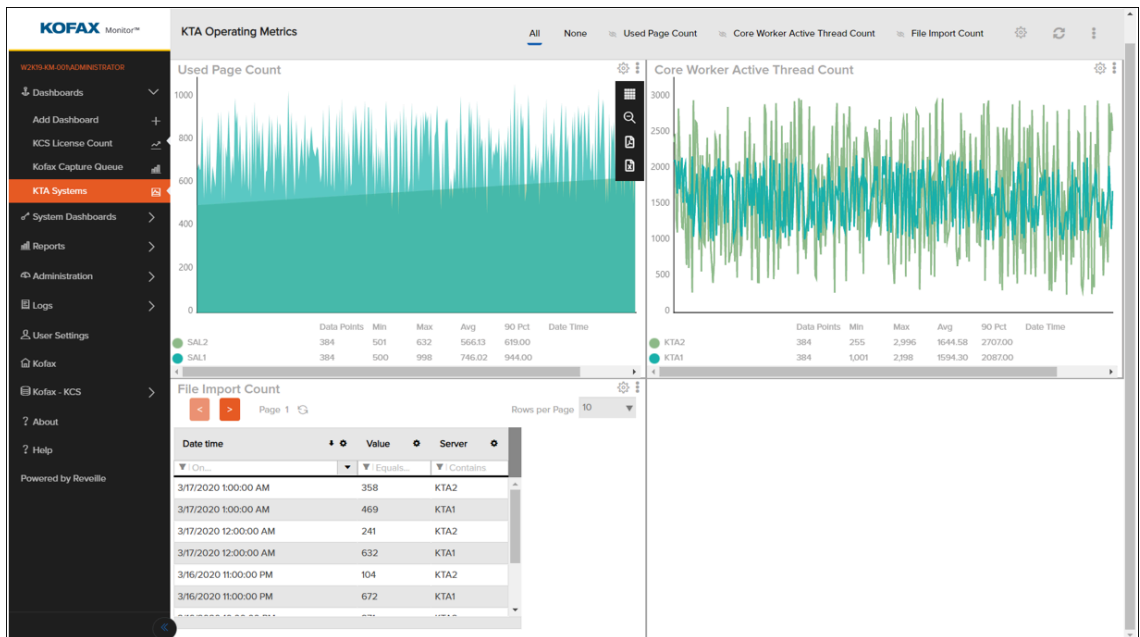 KOFAX Monitor™
W2K19-KM-001\ADMINISTRATOR
Dashboards
Add Dashboard
KCS License Count
Kofax Capture Queue
KTA Systems
System Dashboards
Reports
Administration
Logs
User Settings
Kofax
Kofax - KCS
? About
? Help
Powered by Reveille
KTA Operating Metrics
All None Used Page Count Core Worker Active Thread Count File Import Count
Used Page Count
1000
800
600
400
200
0
Data Points Min Max Avg 90 Pct Date Time
SAL2 384 501 632 566.13 619.00
SAL1 384 500 998 746.02 944.00
Core Worker Active Thread Count
3000
2500
2000
1500
1000
500
0
Data Points Min Max Avg 90 Pct Date Time
KTA2 384 255 2,996 1644.58 2707.00
KTA1 384 1,001 2,198 1594.30 2087.00
File Import Count
< > Page 1 Rows per Page 10
Date time Value Server
On... Equals... Contains
3/17/2020 1:00:00 AM 358 KTA2
3/17/2020 1:00:00 AM 469 KTA1
3/17/2020 12:00:00 AM 241 KTA2
3/17/2020 12:00:00 AM 632 KTA1
3/16/2020 11:00:00 PM 104 KTA2
3/16/2020 11:00:00 PM 672 KTA1